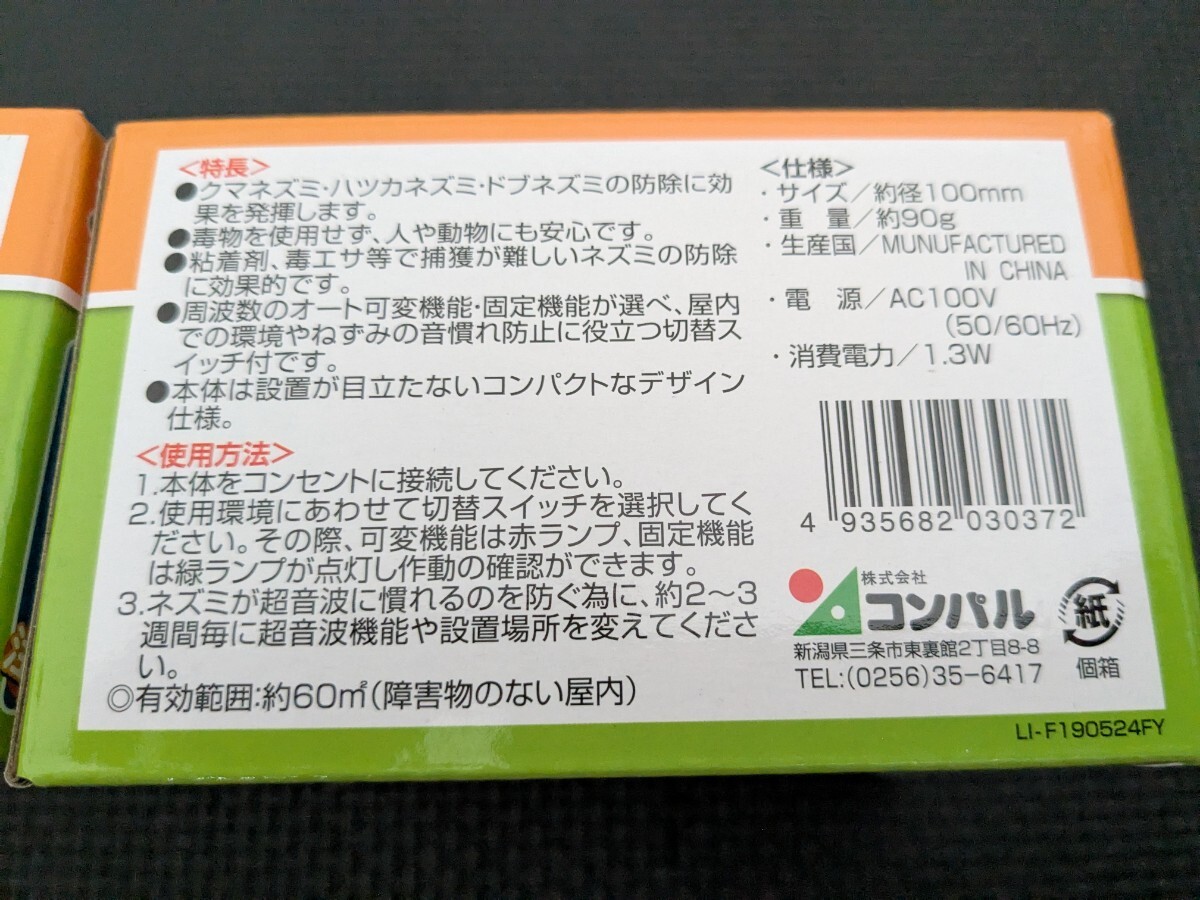 <特長>
●クマネズミ・ハツカネズミ・ドブネズミの防除に効
果を発揮します。
●毒物を使用せず、人や動物にも安心です。
●粘着剤、毒エサ等で捕獲が難しいネズミの防除
に効果的です。
●周波数のオート可変機能・固定機能が選べ、屋内
での環境やねずみの音慣れ防止に役立つ切替ス
イッチ付です。
●本体は設置が目立たないコンパクトなデザイン
仕様。
<使用方法>
1.本体をコンセントに接続してください。
2.使用環境にあわせて切替スイッチを選択してく
ださい。その際、可変機能は赤ランプ、固定機能
は緑ランプが点灯し作動の確認ができます。
3.ネズミが超音波に慣れるのを防ぐ為に、約2～3
週間毎に超音波機能や設置場所を変えてくださ
い。
◎有効範囲:約60㎡(障害物のない屋内)
<仕様>
・サイズ/約径100mm
・重 量/約90g
・生産国/MUNUFACTURED
IN CHINA
・電 源/AC100V
(50/60Hz)
・消費電力/1.3W
4 935682 030372
株式会社
コンパル
新潟県三条市東裏館2丁目8-8
TEL:(0256)35-6417
紙
個箱
LI-F190524FY